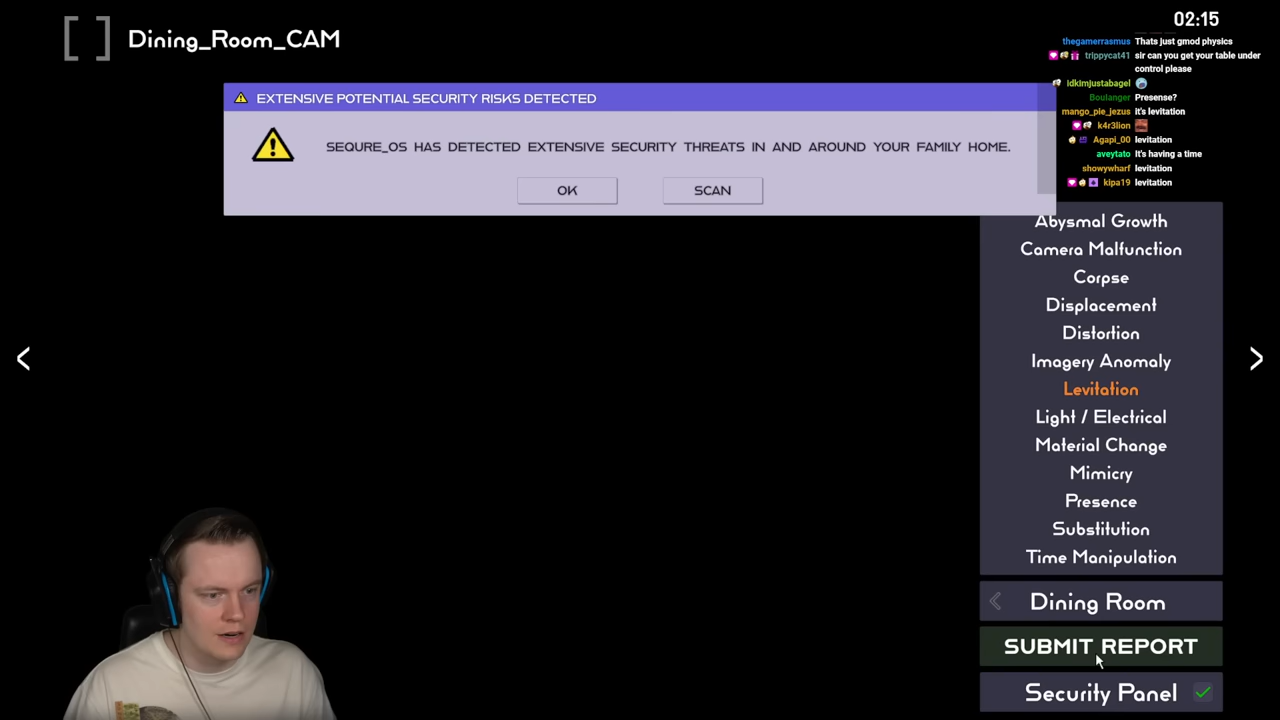 Dining_Room_CAM
02:15
thegamerrasmus Thats just gmod physics
trippycat41 sir can you get your table under
control please
idkimjustabagel
Boulanger Presense?
mango_pie_jezus it's levitation
k4r3lion
Agapi_00 levitation
aveytato It's having a time
showywharf levitation
kipa19 levitation
EXTENSIVE POTENTIAL SECURITY RISKS DETECTED
SEQURE_OS HAS DETECTED EXTENSIVE SECURITY THREATS IN AND AROUND YOUR FAMILY HOME.
OK SCAN
Abysmal Growth
Camera Malfunction
Corpse
Displacement
Distortion
Imagery Anomaly
Levitation
Light / Electrical
Material Change
Mimicry
Presence
Substitution
Time Manipulation
Dining Room
SUBMIT REPORT
Security Panel